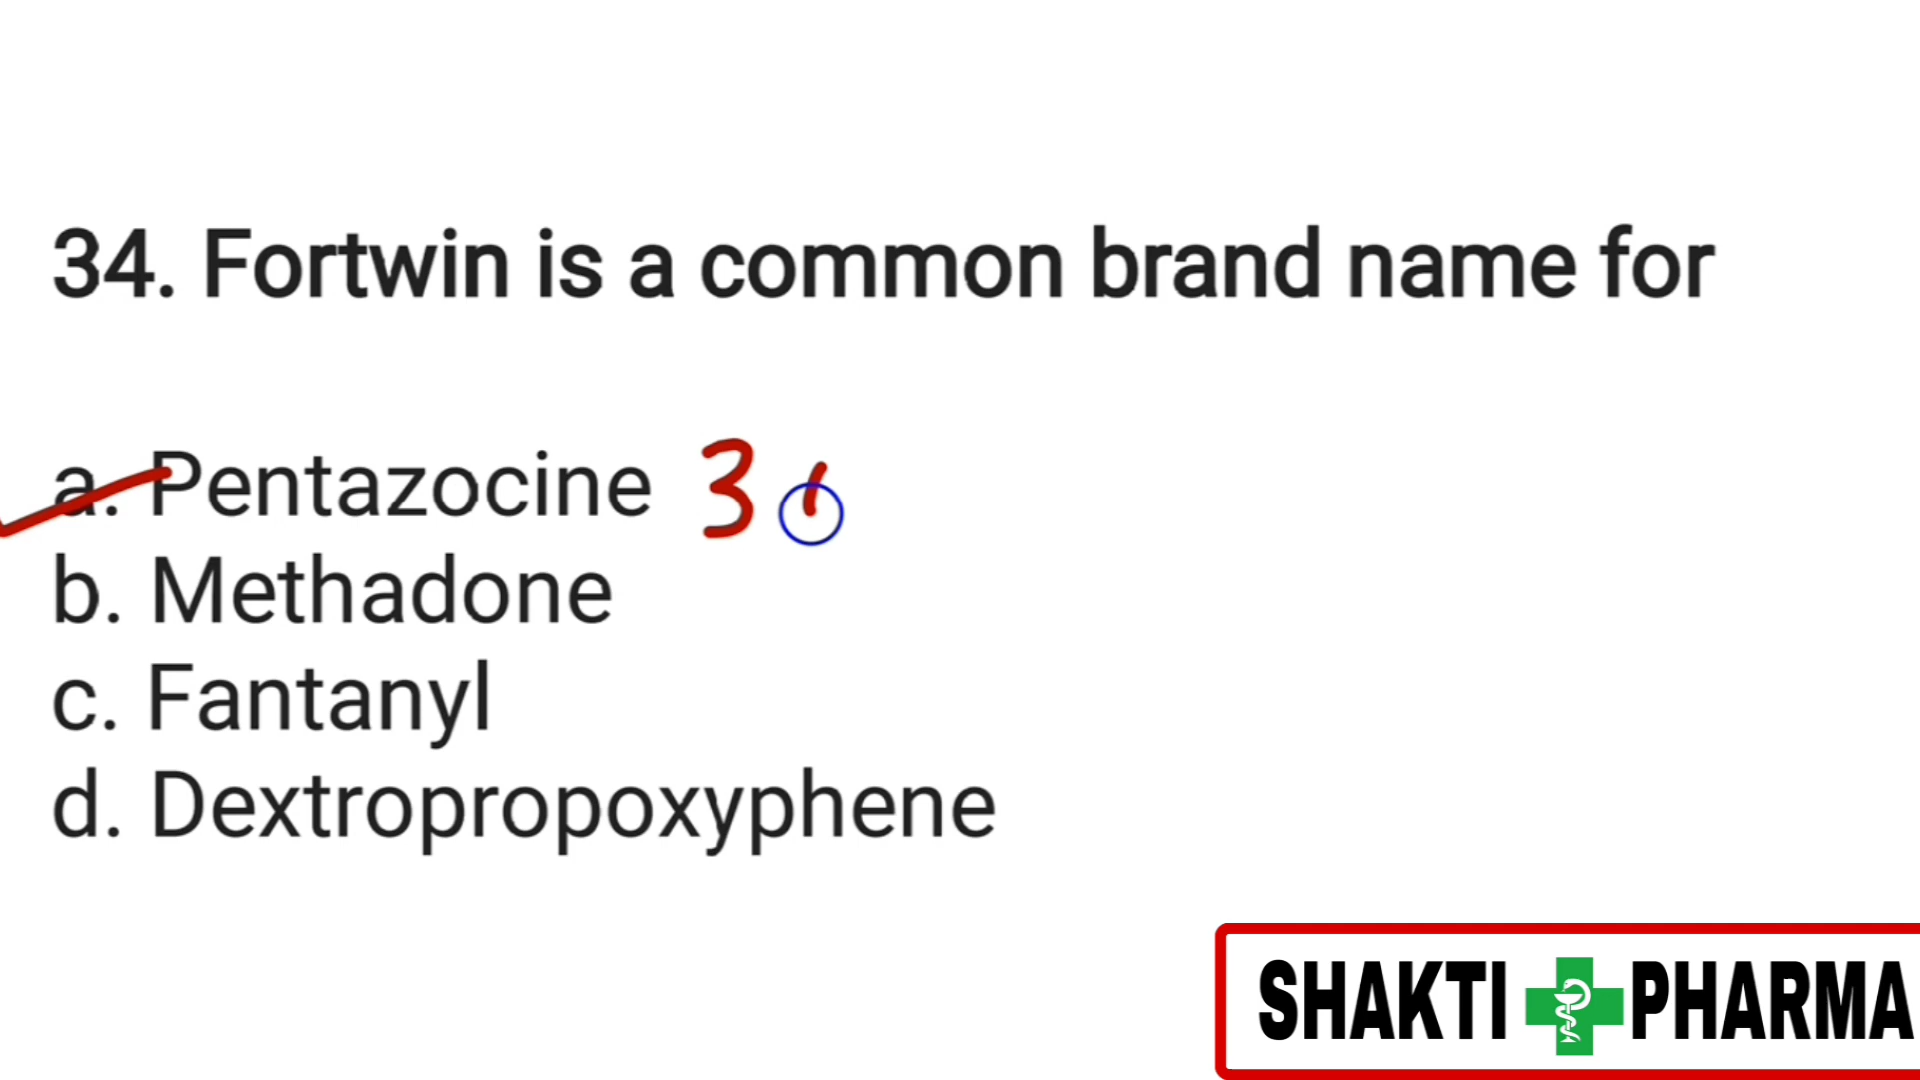 34. Fortwin is a common brand name for
a. Pentazocine 3
b. Methadone
c. Fantanyl
d. Dextropropoxyphene
SHAKTI PHARMA